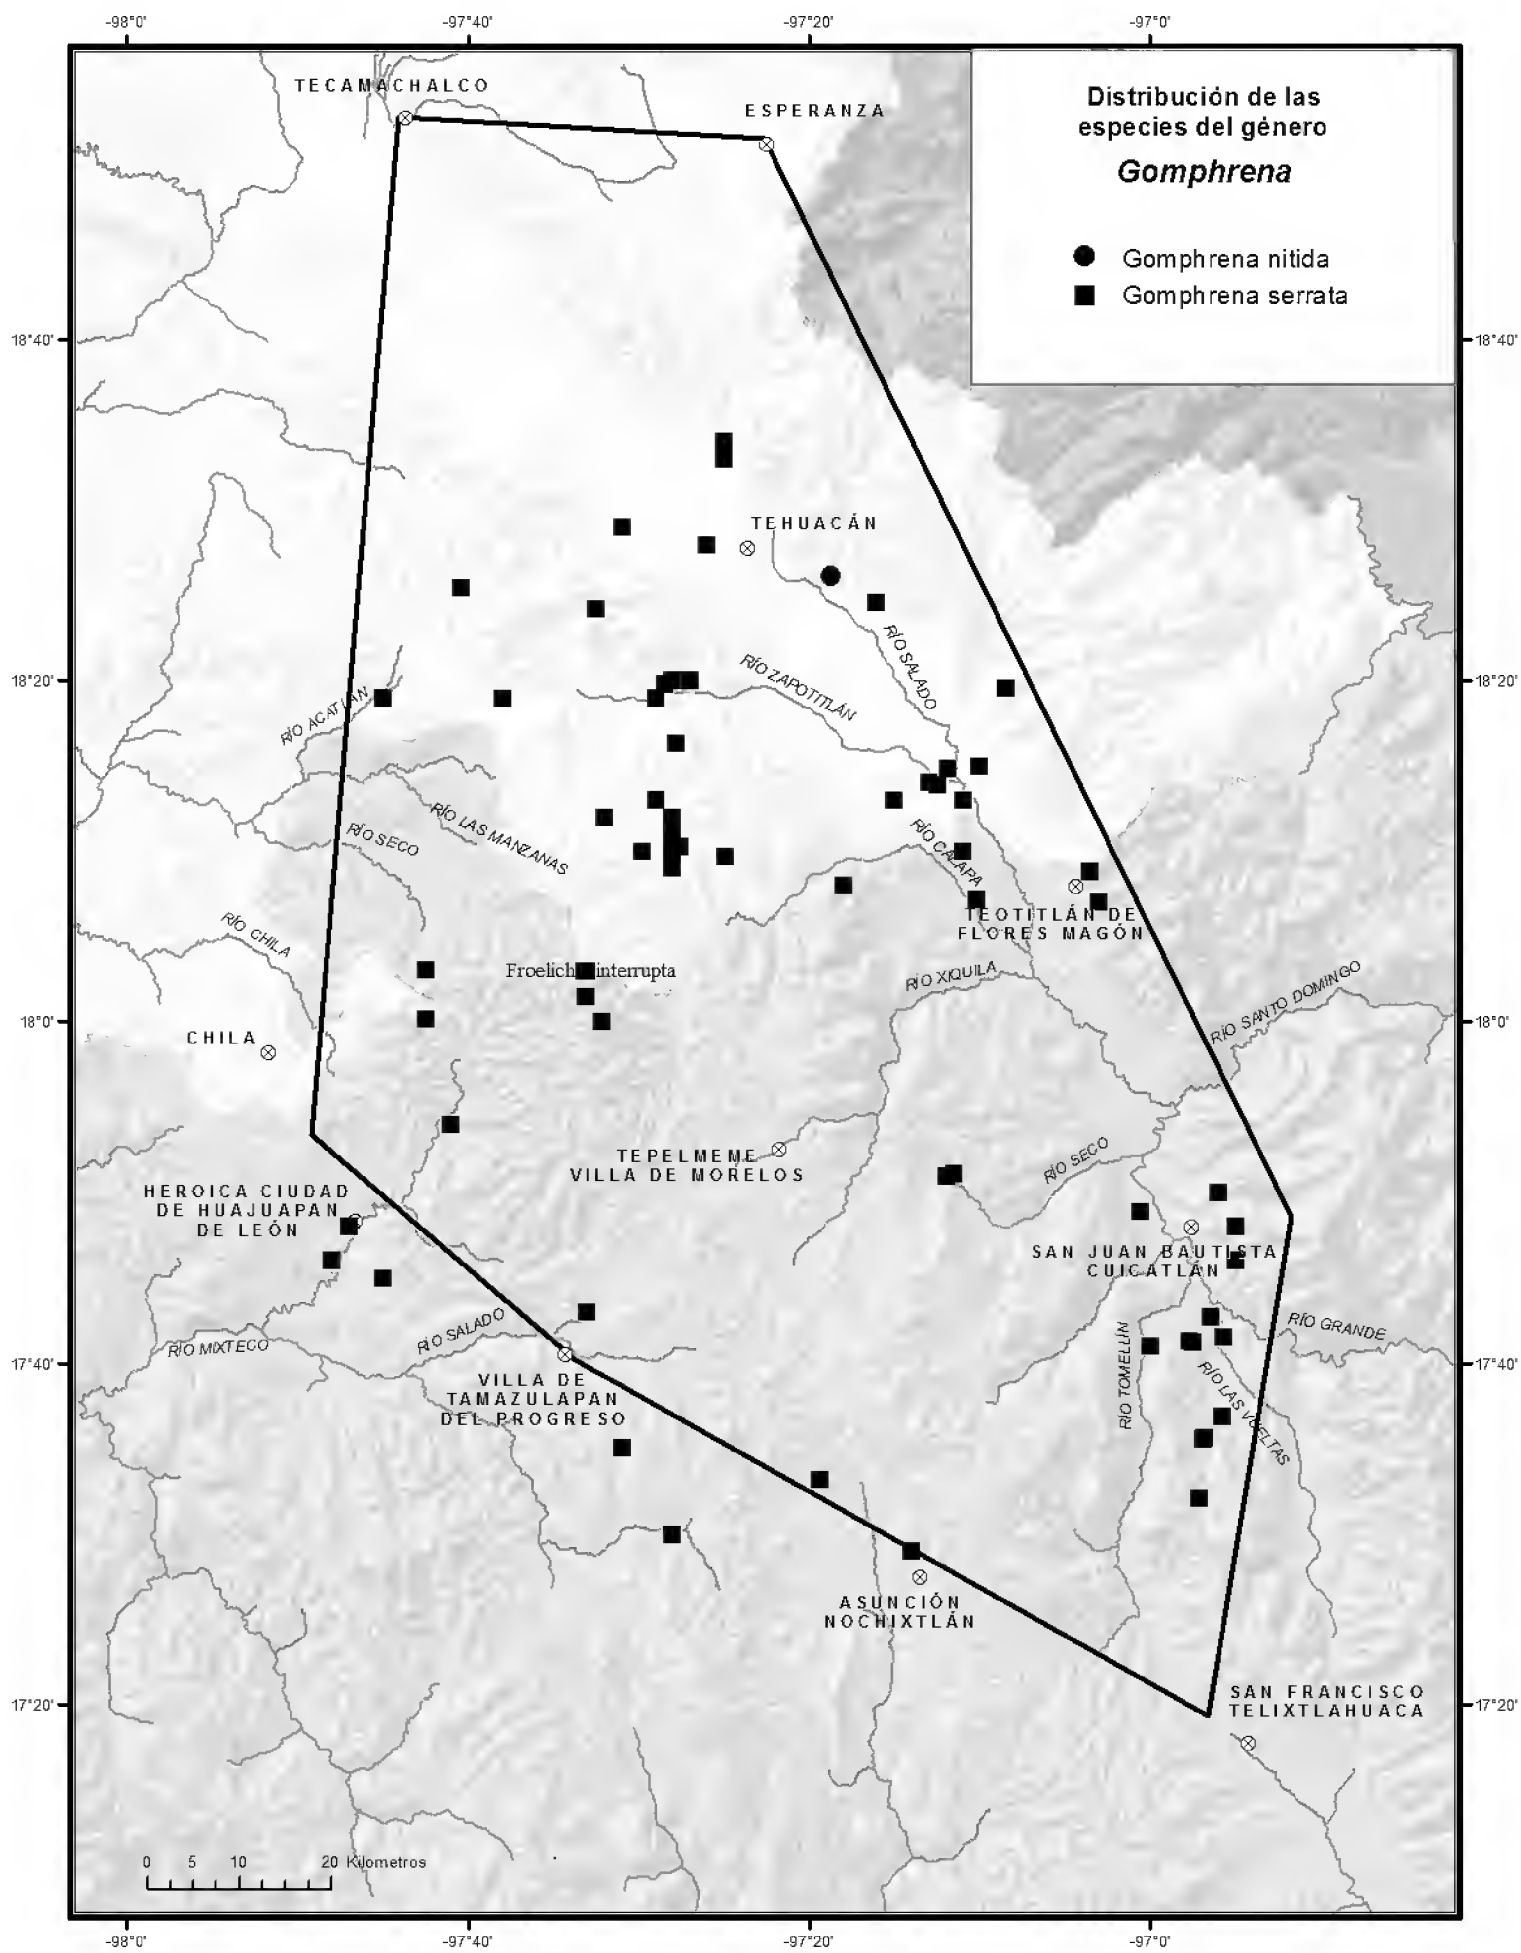 -98°0' -97°40' -97°20' -97°0'
TECAMACHALCO
ESPERANZA
Distribución de las
especies del género
Gomphrena
Gomphrena nitida
Gomphrena serrata
18°40' 18°40'
TEHUACÁN
RÍO SALADO
18°20' 18°20'
RÍO ZAPOTITLÁN
RÍO ACATLÁN
RÍO LAS MANZANAS
RÍO SECO
RÍO CALAPA
TEOTITLÁN DE
FLORES MAGÓN
RÍO CHILA
interrupta
RÍO XIQUILA
RÍO SANTO DOMINGO
18°0' 18°0'
CHILA
TEPELMEME
VILLA DE MORELOS
RÍO SECO
HEROICA CIUDAD
DE HUAJUAPAN
DE LEÓN
SAN JUAN BAUTISTA
CUICATLÁN
RÍO SALADO
RÍO MIXTECO
RÍO GRANDE
RÍO TOMELLÍN
17°40' 17°40'
RÍO LAS VUELTAS
VILLA DE
TAMAZULAPAN
DEL PROGRESO
ASUNCIÓN
NOCHIXTLÁN
17°20' 17°20'
SAN FRANCISCO
TELIXTLAHUACA
0 5 10 20 Kilometros
-98°0' -97°40' -97°20' -97°0'